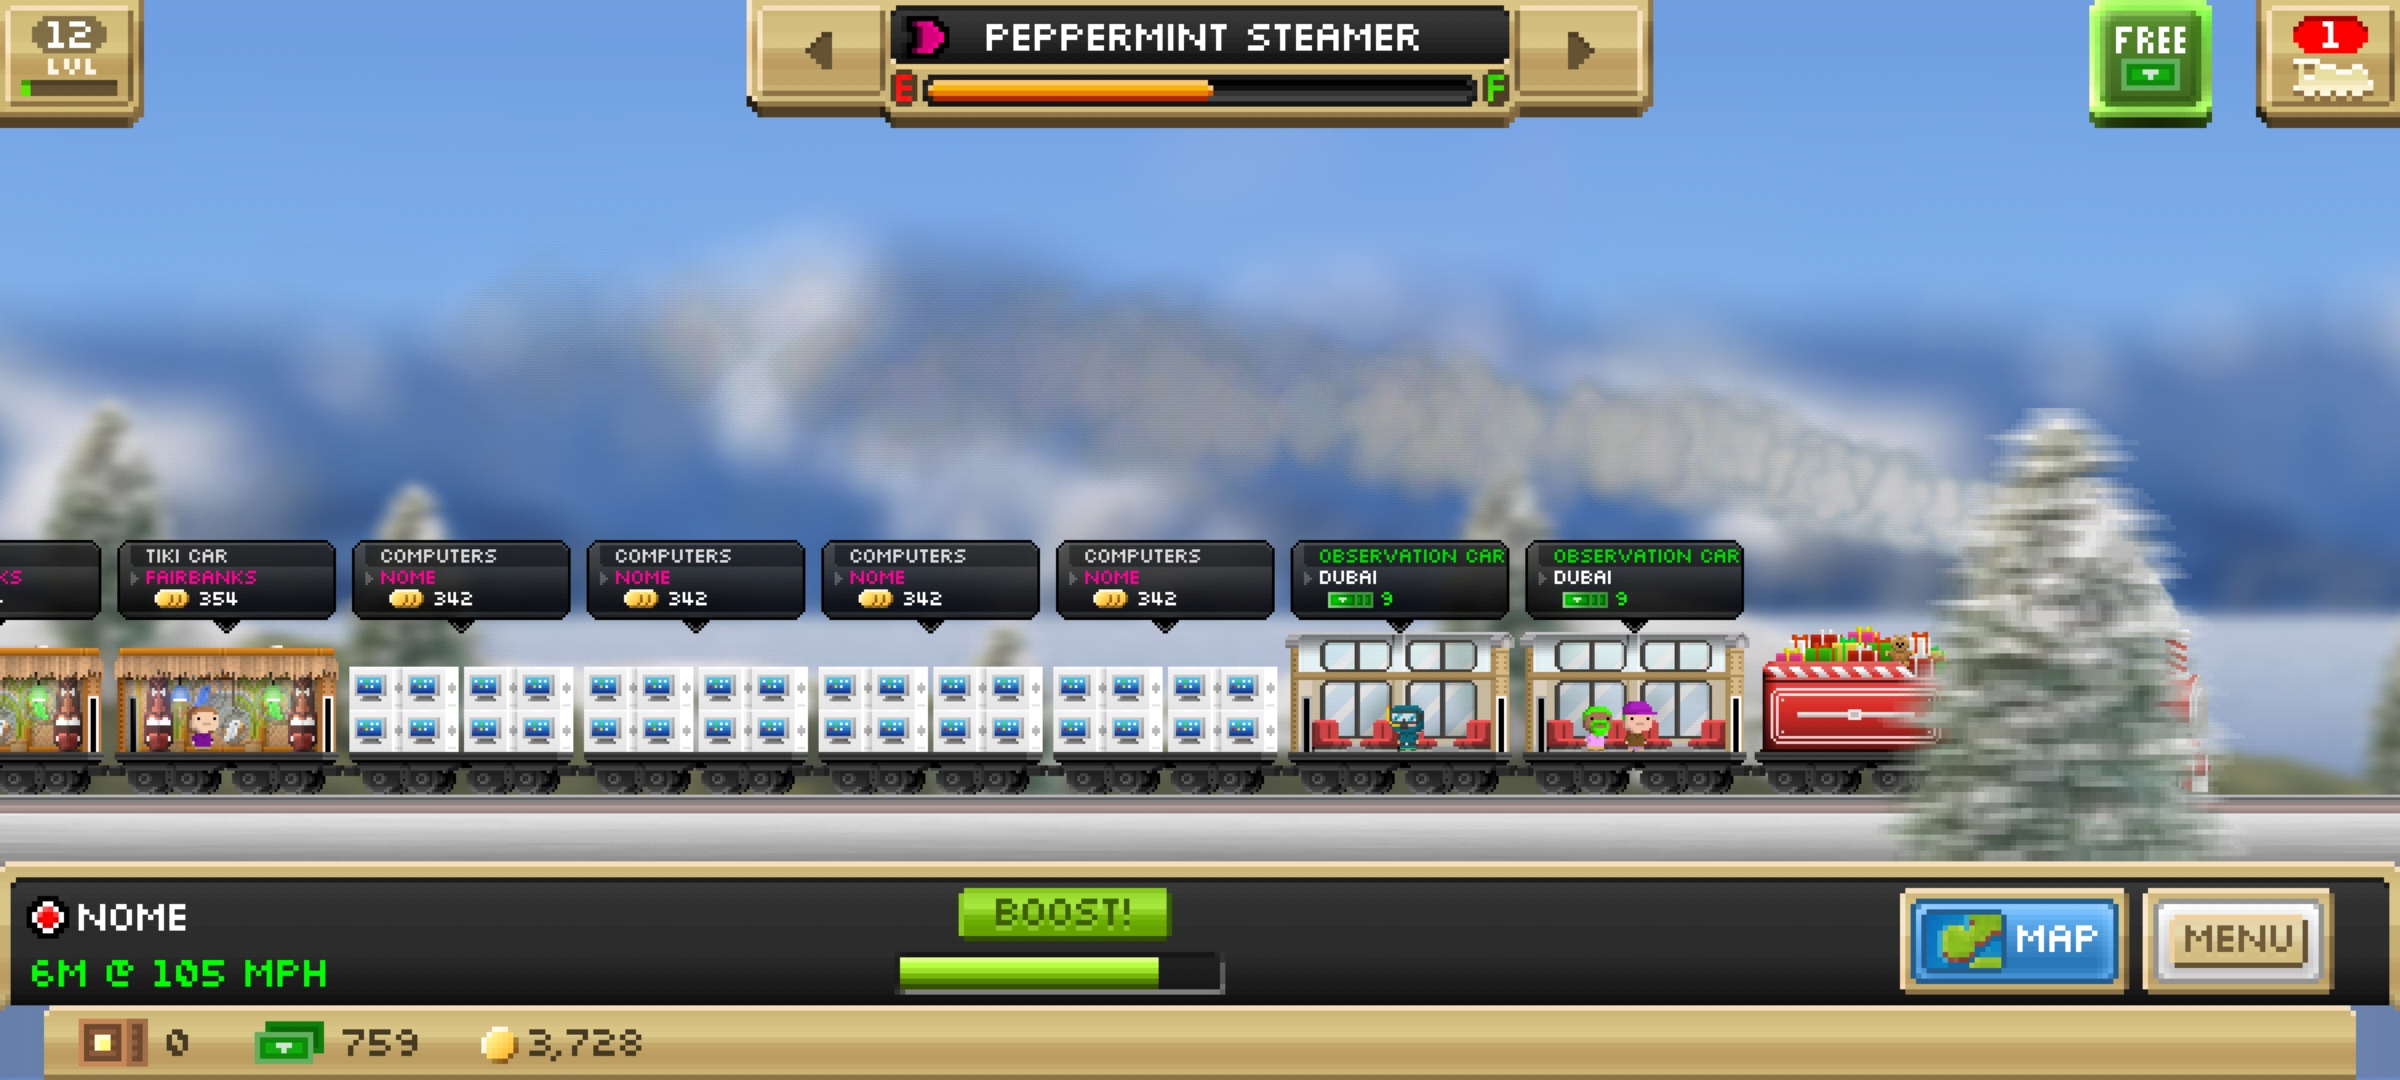 12
LVL
PEPPERMINT STEAMER
E
F
FREE
1
KS
TIKI CAR
FAIRBANKS
354
COMPUTERS
NOME
342
COMPUTERS
NOME
342
COMPUTERS
NOME
342
COMPUTERS
NOME
342
OBSERVATION CAR
DUBAI
9
OBSERVATION CAR
DUBAI
9
NOME
6M @ 105 MPH
BOOST!
MAP
MENU
0
759
3,728